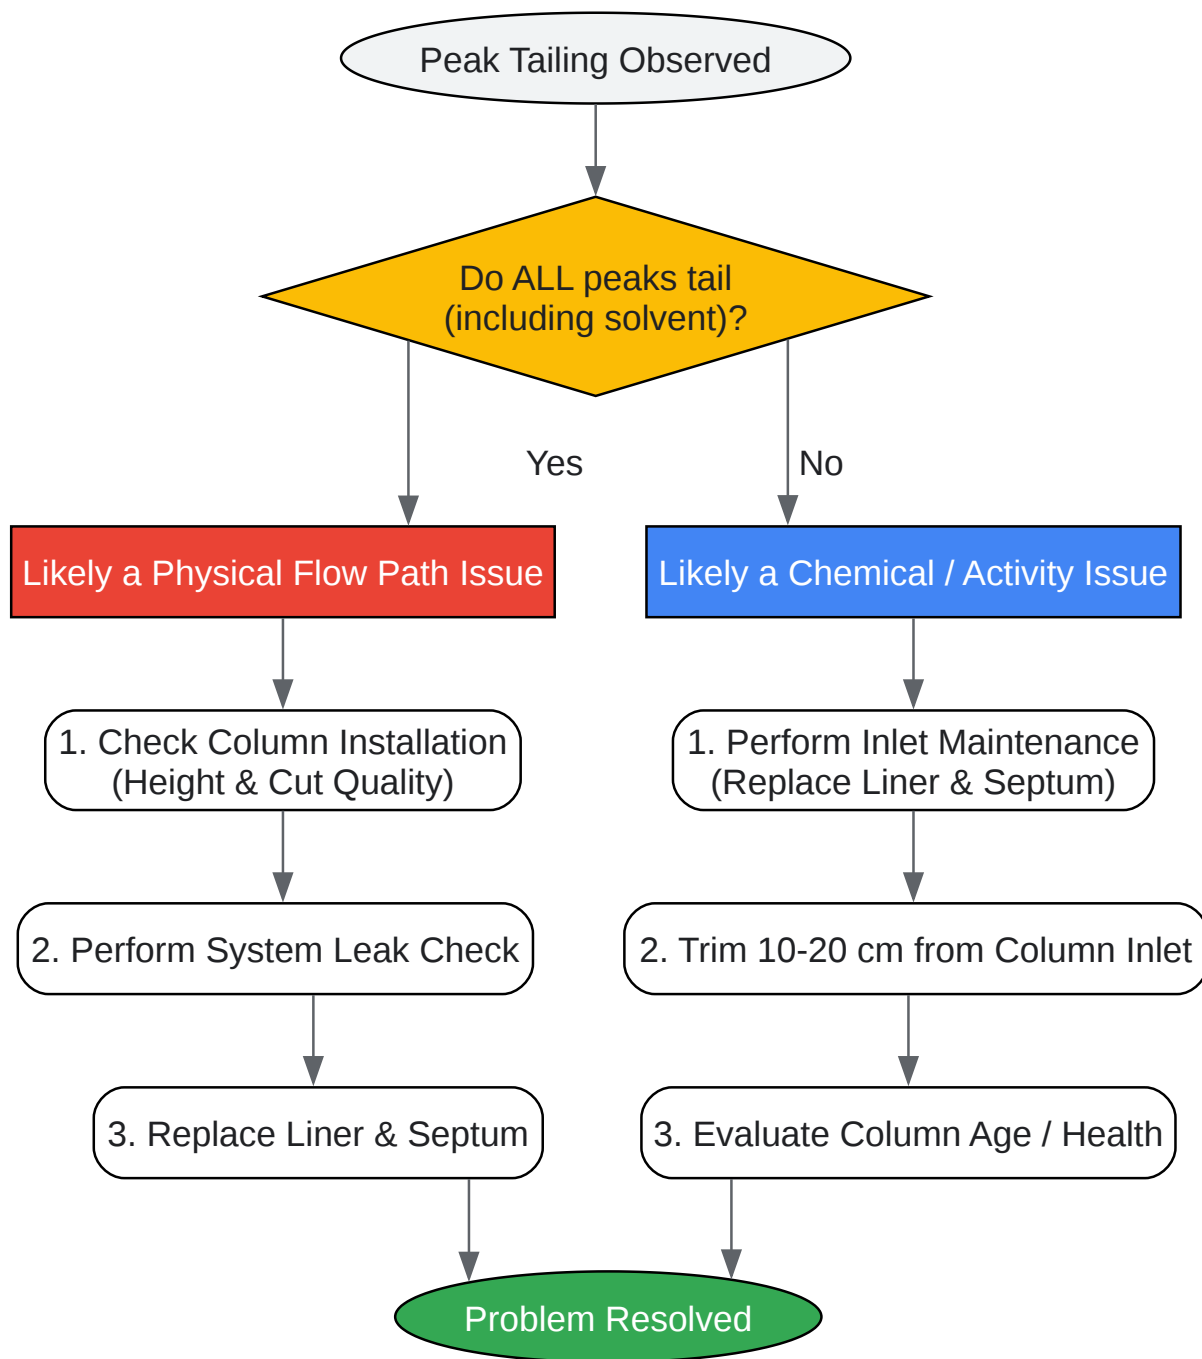 Peak Tailing Observed
Do ALL peaks tail
(including solvent)?
Yes
No
Likely a Physical Flow Path Issue
Likely a Chemical / Activity Issue
1. Check Column Installation
(Height & Cut Quality)
1. Perform Inlet Maintenance
(Replace Liner & Septum)
2. Perform System Leak Check
2. Trim 10-20 cm from Column Inlet
3. Replace Liner & Septum
3. Evaluate Column Age / Health
Problem Resolved